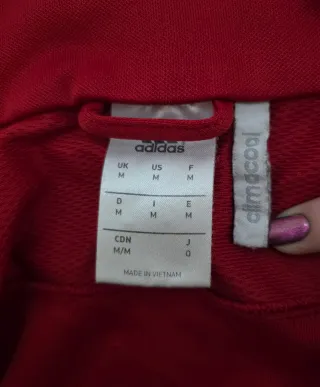 adidas
UK US F
M M M
D I E
M M M
CDN J
M/M O
MADE IN VIETNAM
climacool